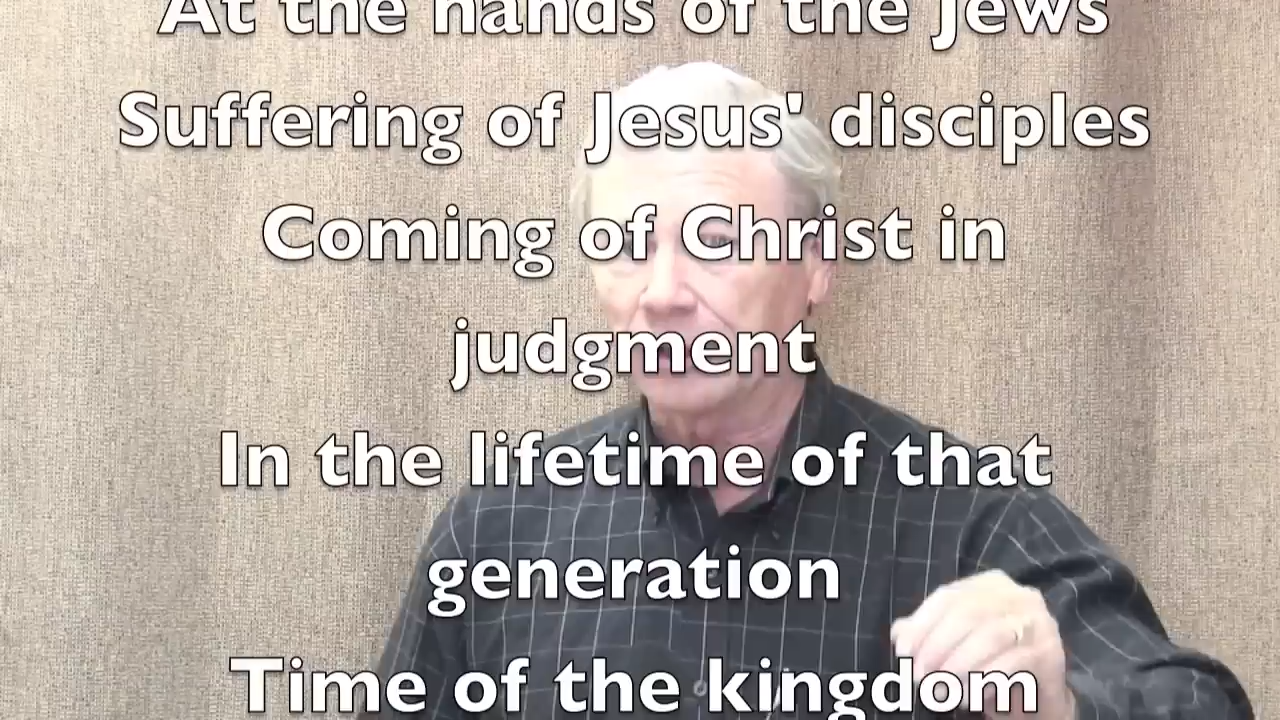 At the hands of the Jews
Suffering of Jesus' disciples
Coming of Christ in
judgment
In the lifetime of that
generation
Time of the kingdom